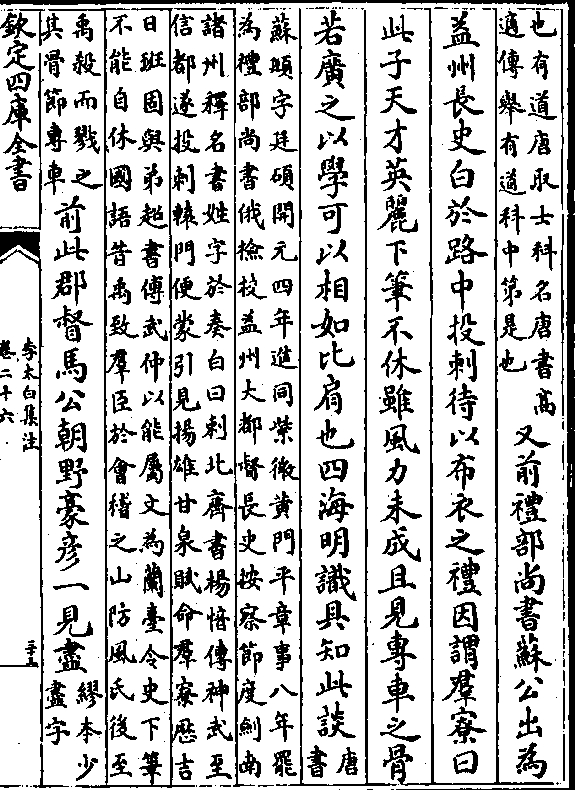 也有道唐取士科名唐書高
適傳舉有道科中第是也
又前禮部尚書蘇公出為
益州長史白於路中投刺待以布衣之禮因謂羣寮曰
此子天才英麗下筆不休雖風力未成且見專車之骨
若廣之以學可以相如比肩也四海明識具知此談
唐
書
蘇頲字廷碩開元四年進同紫微黃門平章事八年罷
為禮部尚書俄檢校益州大都督長史按察節度劍南
諸州釋名書姓字於奏白曰刺此齊書楊愔傳神武至
信都遂投刺轅門便蒙引見揚雄甘泉賦命羣寮歷吉
日班固與弟超書傅武仲以能屬文為蘭臺令史下筆
不能自休國語昔禹致羣臣於會稽之山防風氏後至
禹殺而戮之
其骨節專車
前此郡督馬公朝野豪彥一見盡
繆本少
盡字
欽定四庫全書
李太白集注
卷二十六